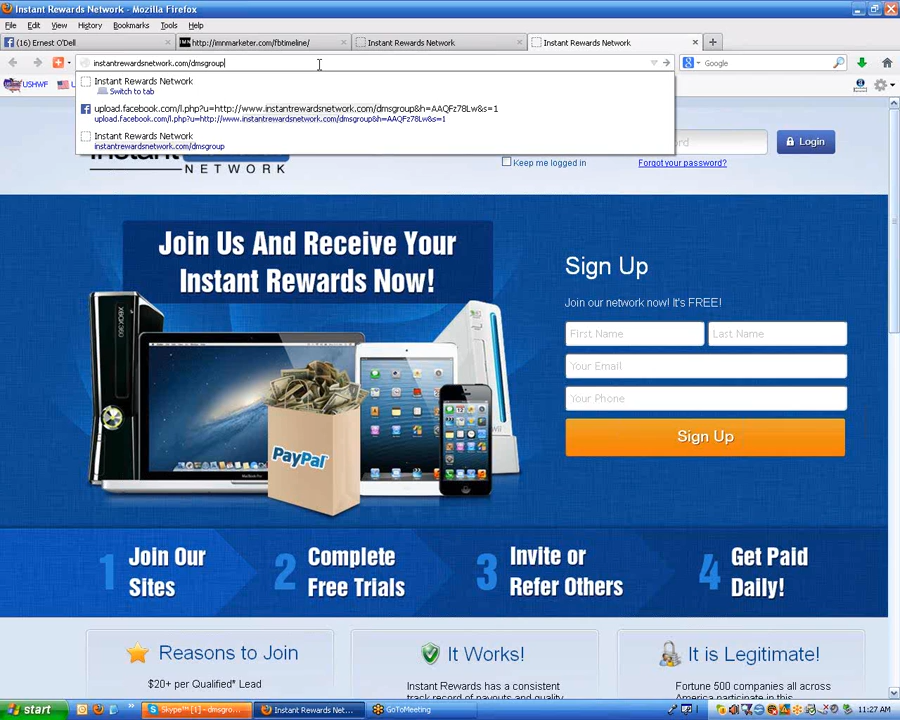 Instant Rewards Network - Mozilla Firefox
File Edit View History Bookmarks Tools Help
(16) Ernest O'Dell
http://imnmarketer.com/fbtimeline/
Instant Rewards Network
Instant Rewards Network
instantrewardsnetwork.com/dmsgroup
Google
USHWF
Instant Rewards Network
Switch to tab
upload.facebook.com/l.php?u=http://www.instantrewardsnetwork.com/dmsgroup&h=AAQFz78Lw&s=1
upload.facebook.com/l.php?u=http://www.instantrewardsnetwork.com/dmsgroup&h=AAQFz78Lw&s=1
Instant Rewards Network
instantrewardsnetwork.com/dmsgroup
NETWORK
Login
Keep me logged in
Forgot your password?
Join Us And Receive Your
Instant Rewards Now!
Sign Up
Join our network now! It's FREE!
First Name
Last Name
Your Email
Your Phone
Sign Up
XBOX360
PayPal
Wii
1 Join Our
Sites
2 Complete
Free Trials
3 Invite or
Refer Others
4 Get Paid
Daily!
Reasons to Join
$20+ per Qualified* Lead
It Works!
Instant Rewards has a consistent
track record of payouts and quality
It is Legitimate!
Fortune 500 companies all across
America participate in this
start
Skype™ [1] - dmsgro...
Instant Rewards Net...
GoToMeeting
11:27 AM